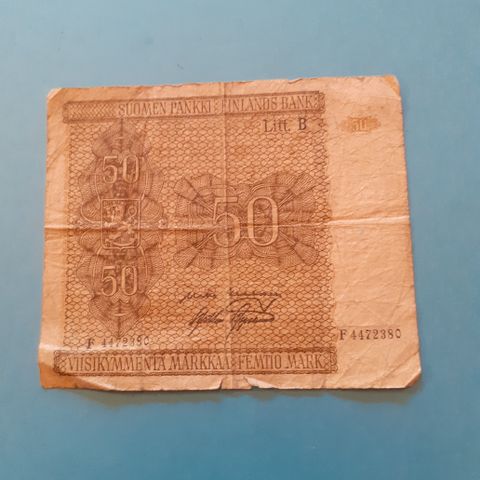 SUOMEN PANKKI FINLANDS BANK
Litt. B
50
50
50
50
F 4472380
F 4472380
VIISIKYMMENTÄ MARKKAA FEMTIO MARK